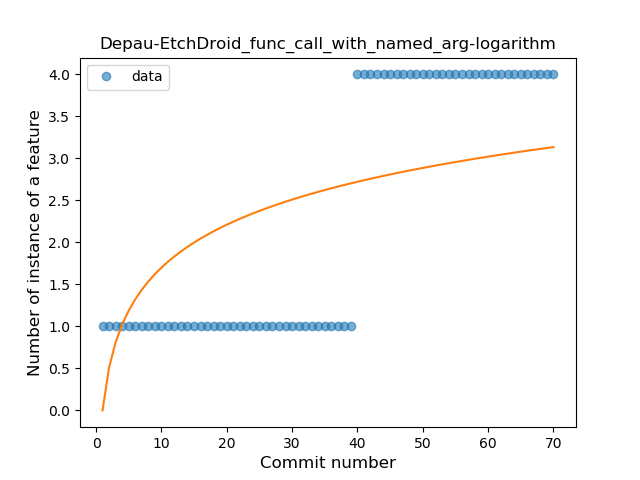 Depau-EtchDroid_func_call_with_named_arg-logarithm
data
Number of instance of a feature
4.0
3.5
3.0
2.5
2.0
1.5
1.0
0.5
0.0
0 10 20 30 40 50 60 70
Commit number